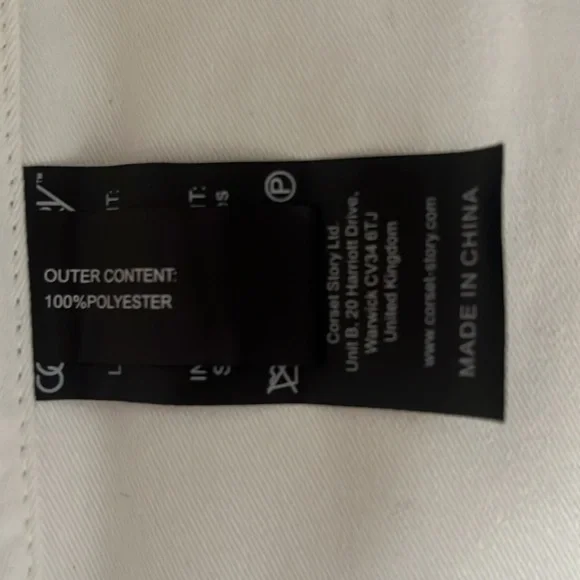 OUTER CONTENT:
100%POLYESTER
P
Corset Story Ltd.
Unit B, 20 Harriott Drive,
Warwick CV34 6TJ
United Kingdom
www.corset-story.com
MADE IN CHINA